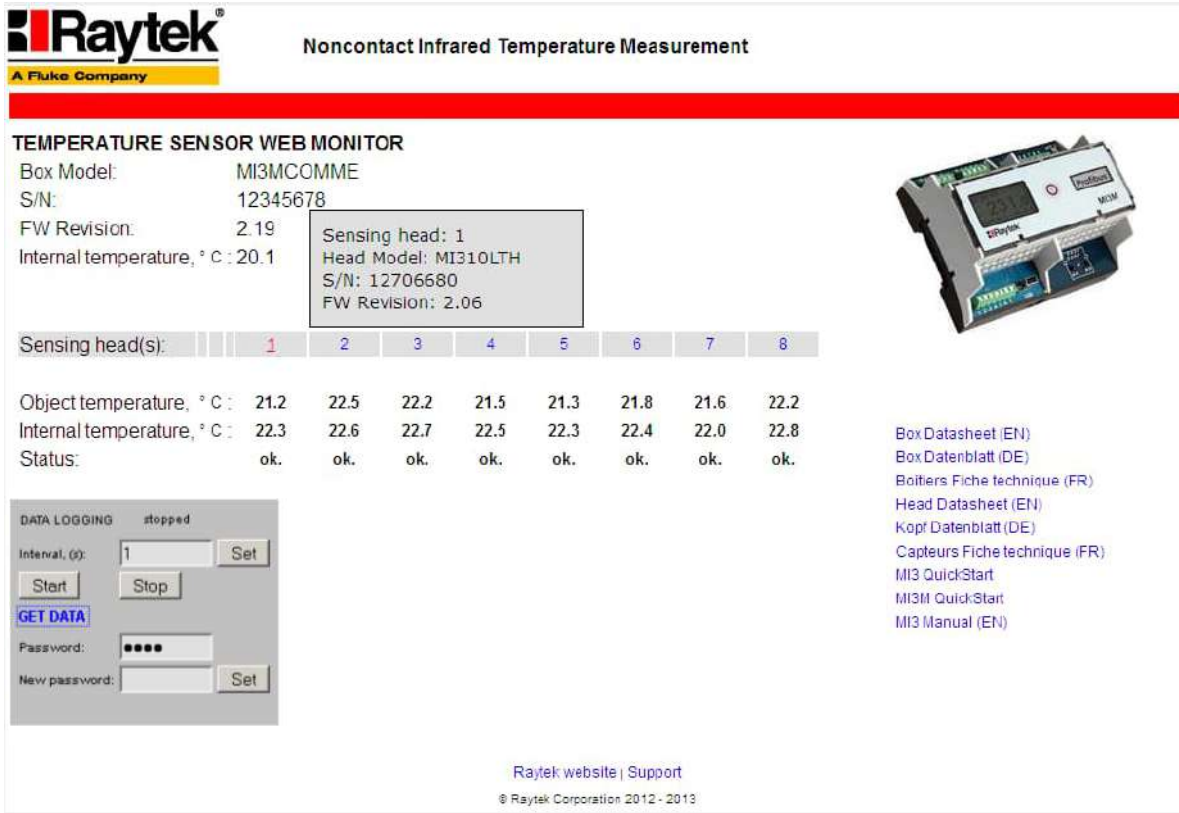 Raytek®
A Fluke Company
Noncontact Infrared Temperature Measurement
TEMPERATURE SENSOR WEB MONITOR
Box Model: MI3MCOMME
S/N: 12345678
FW Revision: 2.19
Internal temperature, ° C : 20.1
Sensing head: 1
Head Model: MI310LTH
S/N: 12706680
FW Revision: 2.06
Sensing head(s): 1 2 3 4 5 6 7 8
Object temperature, ° C : 21.2 22.5 22.2 21.5 21.3 21.8 21.6 22.2
Internal temperature, ° C : 22.3 22.6 22.7 22.5 22.3 22.4 22.0 22.8
Status: ok. ok. ok. ok. ok. ok. ok. ok.
Profibus
MI3M
Raytek
Box Datasheet (EN)
Box Datenblatt (DE)
Boitiers Fiche technique (FR)
Head Datasheet (EN)
Kopf Datenblatt (DE)
Capteurs Fiche technique (FR)
MI3 QuickStart
MI3M QuickStart
MI3 Manual (EN)
DATA LOGGING stopped
Interval, (s): 1 Set
Start Stop
GET DATA
Password: ●●●●
New password: Set
Raytek website | Support
© Raytek Corporation 2012 - 2013